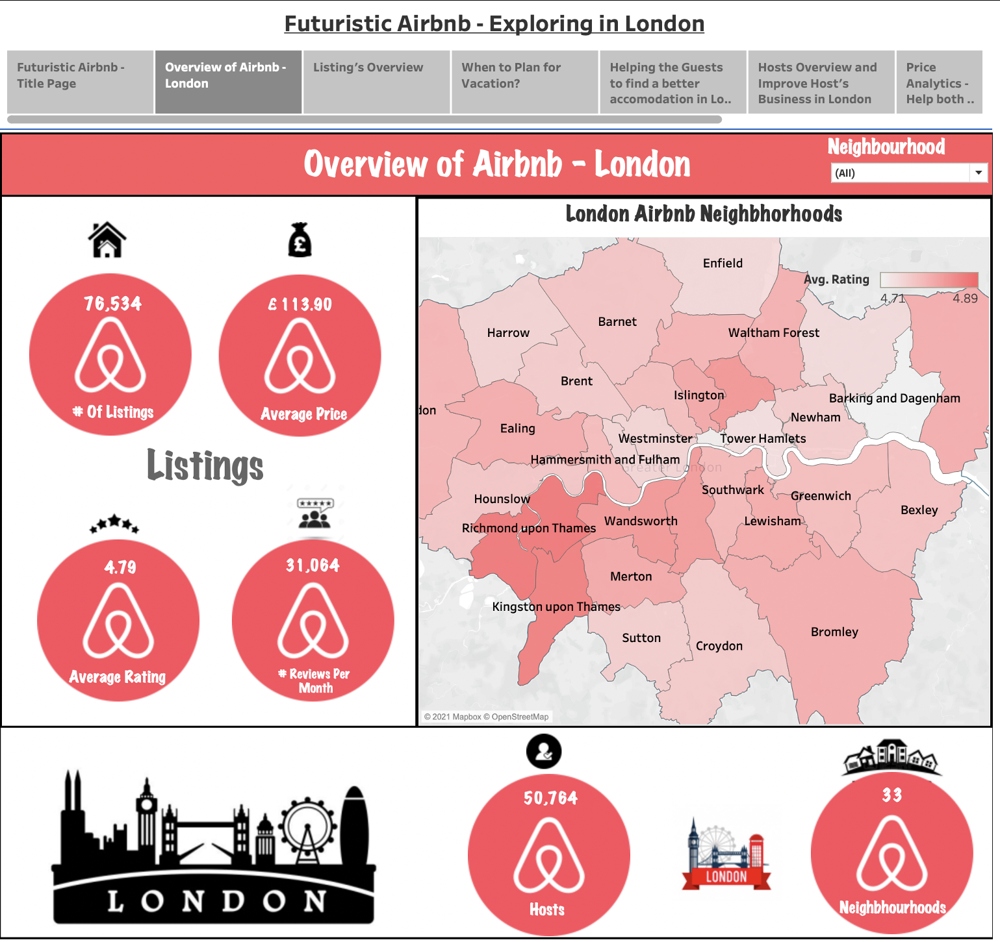 Futuristic Airbnb - Exploring in London
Futuristic Airbnb -
Title Page
Overview of Airbnb -
London
Listing's Overview
When to Plan for
Vacation?
Helping the Guests
to find a better
accomodation in Lo..
Hosts Overview and
Improve Host's
Business in London
Price
Analytics -
Help both ..
Overview of Airbnb - London
Neighbourhood
(All)
£
76,534
# Of Listings
£ 113.90
Average Price
Listings
4.79
Average Rating
31,064
# Reviews Per
Month
London Airbnb Neighbhorhoods
Avg. Rating
4.71
4.89
Enfield
Barnet
Harrow
Waltham Forest
Brent
Islington
Barking and Dagenham
don
Newham
Ealing
Westminster
Tower Hamlets
Hammersmith and Fulham
Greater London
Southwark
Greenwich
Hounslow
Bexley
Wandsworth
Lewisham
Richmond upon Thames
Merton
Kingston upon Thames
Sutton
Croydon
Bromley
© 2021 Mapbox © OpenStreetMap
LONDON
50,764
Hosts
LONDON
33
Neighbhourhoods